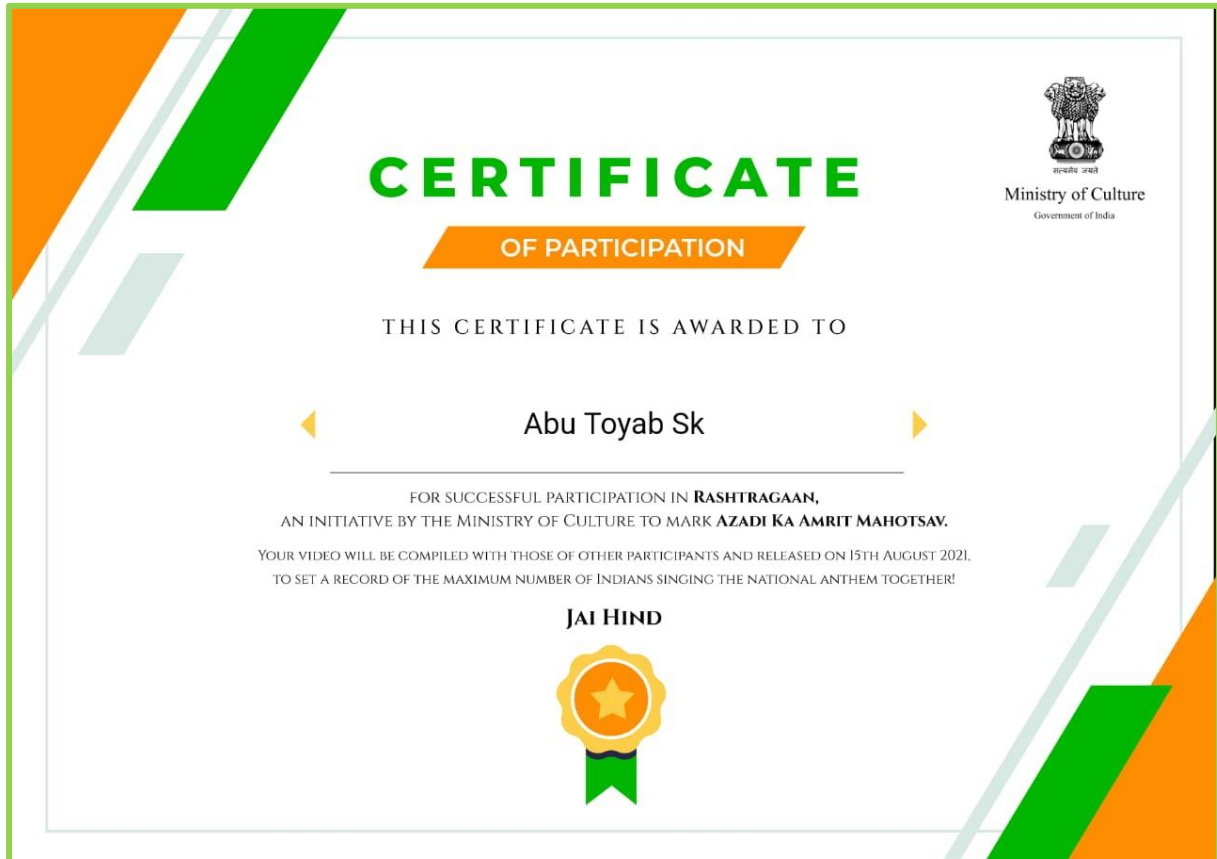 सत्यमेव जयते
Ministry of Culture
Government of India
CERTIFICATE
OF PARTICIPATION
THIS CERTIFICATE IS AWARDED TO
Abu Toyab Sk
FOR SUCCESSFUL PARTICIPATION IN RASHTRAGAAN,
AN INITIATIVE BY THE MINISTRY OF CULTURE TO MARK AZADI KA AMRIT MAHOTSAV.
YOUR VIDEO WILL BE COMPILED WITH THOSE OF OTHER PARTICIPANTS AND RELEASED ON 15TH AUGUST 2021,
TO SET A RECORD OF THE MAXIMUM NUMBER OF INDIANS SINGING THE NATIONAL ANTHEM TOGETHER!
JAI HIND